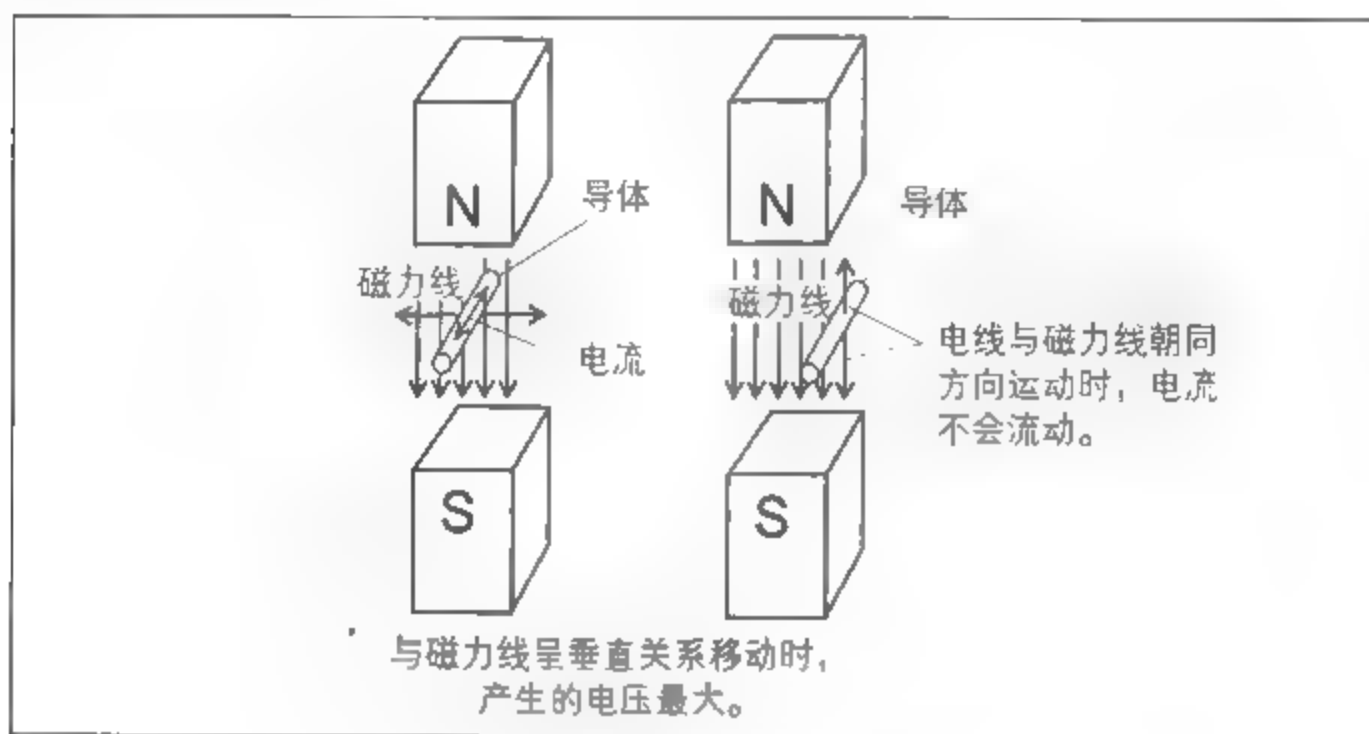 N
导体
磁力线
电流
S
N
导体
磁力线
电线与磁力线朝同
方向运动时，电流
不会流动。
S
与磁力线呈垂直关系移动时，
产生的电压最大。